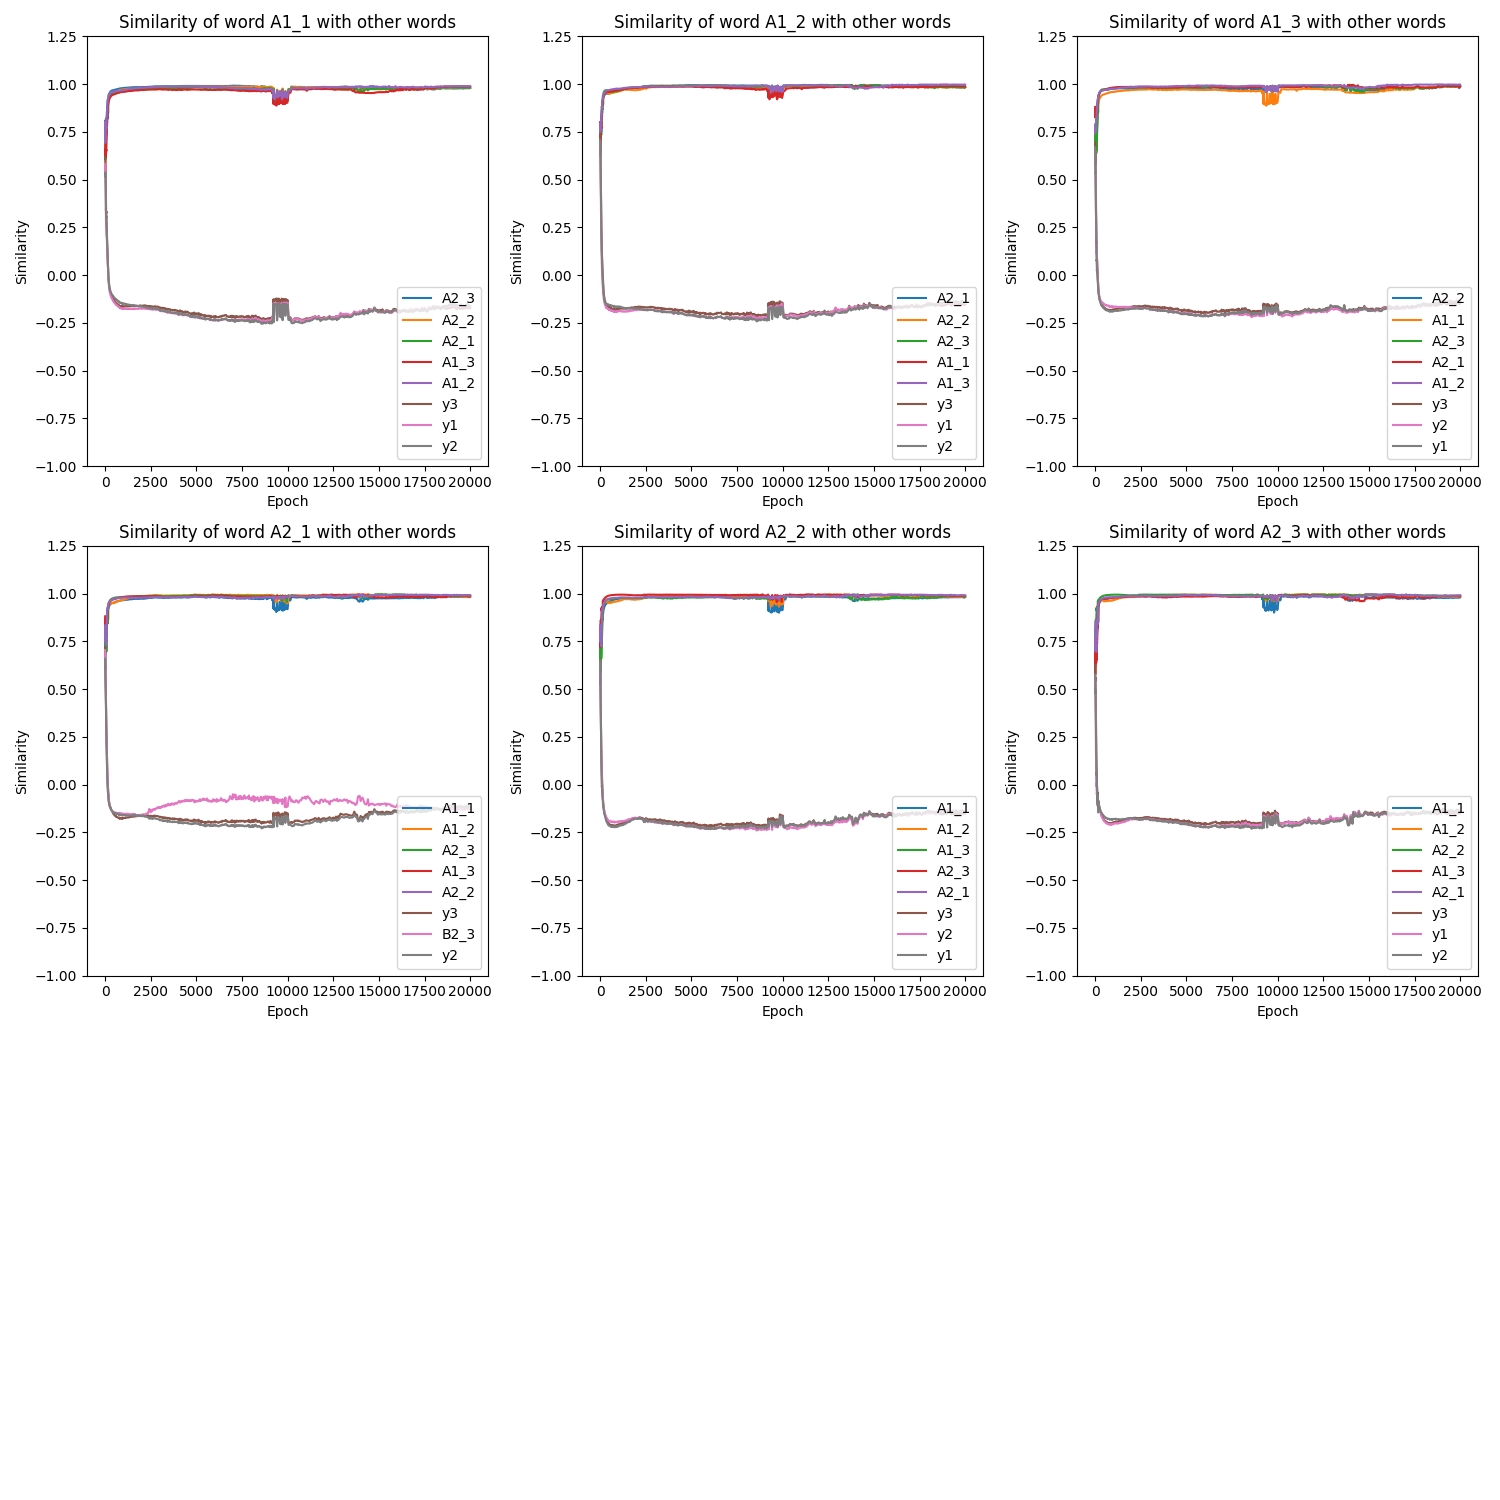 Similarity of word A1_1 with other words
1.25
1.00
0.75
0.50
0.25
0.00
−0.25
−0.50
−0.75
−1.00
Similarity
0 2500 5000 7500 10000 12500 15000 17500 20000
Epoch
A2_3
A2_2
A2_1
A1_3
A1_2
y3
y1
y2
Similarity of word A1_2 with other words
1.25
1.00
0.75
0.50
0.25
0.00
−0.25
−0.50
−0.75
−1.00
Similarity
0 2500 5000 7500 10000 12500 15000 17500 20000
Epoch
A2_1
A2_2
A2_3
A1_1
A1_3
y3
y1
y2
Similarity of word A1_3 with other words
1.25
1.00
0.75
0.50
0.25
0.00
−0.25
−0.50
−0.75
−1.00
Similarity
0 2500 5000 7500 10000 12500 15000 17500 20000
Epoch
A2_2
A1_1
A2_3
A2_1
A1_2
y3
y2
y1
Similarity of word A2_1 with other words
1.25
1.00
0.75
0.50
0.25
0.00
−0.25
−0.50
−0.75
−1.00
Similarity
0 2500 5000 7500 10000 12500 15000 17500 20000
Epoch
A1_1
A1_2
A2_3
A1_3
A2_2
y3
B2_3
y2
Similarity of word A2_2 with other words
1.25
1.00
0.75
0.50
0.25
0.00
−0.25
−0.50
−0.75
−1.00
Similarity
0 2500 5000 7500 10000 12500 15000 17500 20000
Epoch
A1_1
A1_2
A1_3
A2_3
A2_1
y3
y2
y1
Similarity of word A2_3 with other words
1.25
1.00
0.75
0.50
0.25
0.00
−0.25
−0.50
−0.75
−1.00
Similarity
0 2500 5000 7500 10000 12500 15000 17500 20000
Epoch
A1_1
A1_2
A2_2
A1_3
A2_1
y3
y1
y2